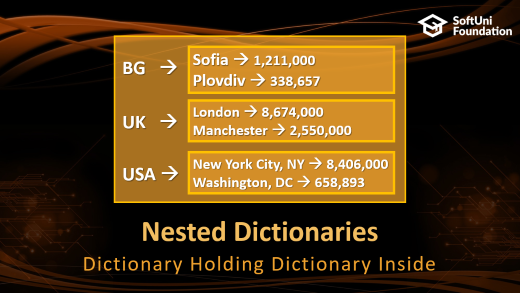 SoftUni
Foundation
BG → Sofia → 1,211,000
Plovdiv → 338,657
UK → London → 8,674,000
Manchester → 2,550,000
USA → New York City, NY → 8,406,000
Washington, DC → 658,893
Nested Dictionaries
Dictionary Holding Dictionary Inside